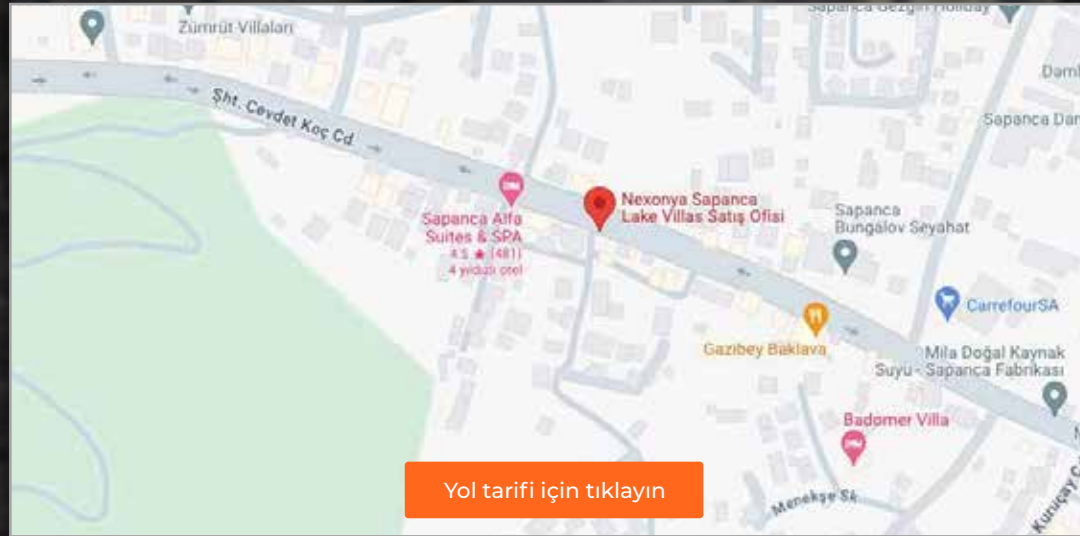 Zümrüt Villaları
Sapanca Gezgin Holiday
Sapanca Dam
Şht. Cevdet Koç Cd
Sapanca Alfa
Suites & SPA
4.5 ★ (481)
4 yıldızlı otel
Nexonya Sapanca
Lake Villas Satış Ofisi
Sapanca
Bungalov Seyahat
CarrefourSA
Gazibey Baklava
Mila Doğal Kaynak
Suyu - Sapanca Fabrikası
Badomer Villa
Menekşe Sk
Kuruçay C
Yol tarifi için tıklayın